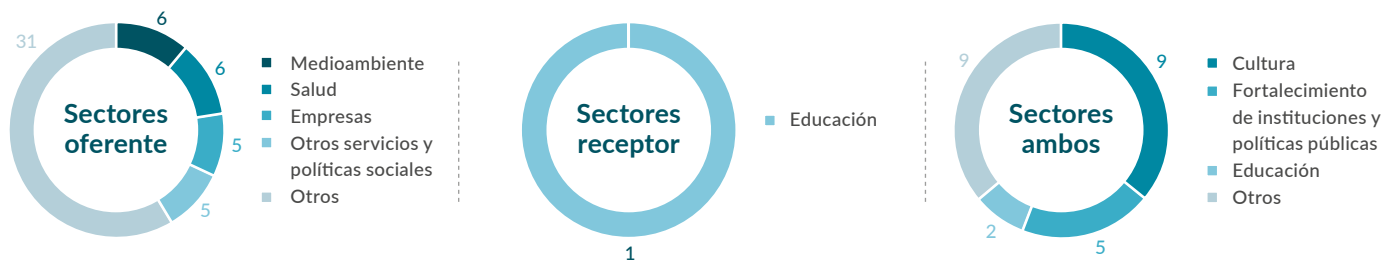 31
6
6
5
5
Sectores
oferente
Medioambiente
Salud
Empresas
Otros servicios y
políticas sociales
Otros
Sectores
receptor
1
Educación
9
9
5
2
Sectores
ambos
Cultura
Fortalecimiento
de instituciones y
políticas públicas
Educación
Otros